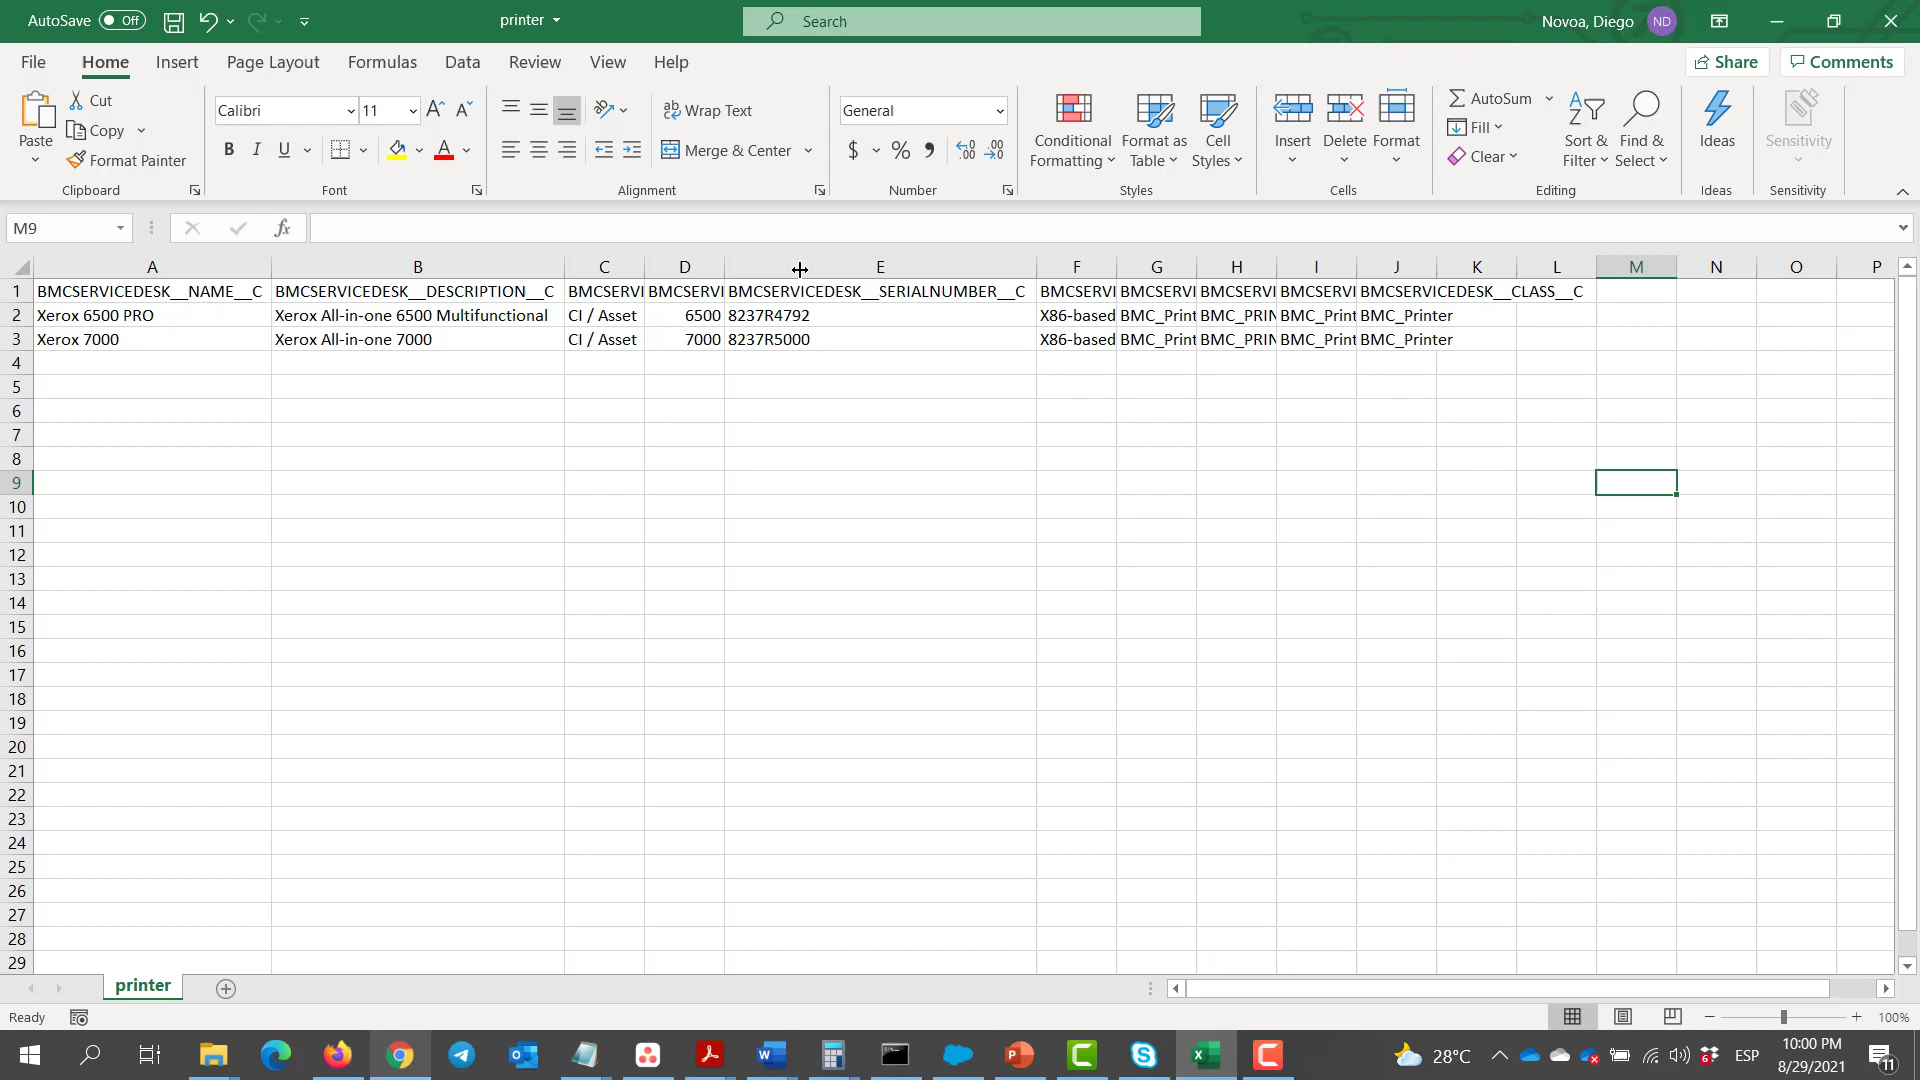 AutoSave Off printer Search Novoa, Diego ND
File Home Insert Page Layout Formulas Data Review View Help Share Comments
Paste Cut Copy Format Painter Clipboard
Calibri 11 A A B I U A Font
ab Wrap Text Merge & Center Alignment
General $ % Number
Conditional Formatting Format as Table Cell Styles Styles
Insert Delete Format Cells
AutoSum Fill Clear Sort & Filter Find & Select Editing
Ideas Ideas
Sensitivity Sensitivity
M9 fx
A B C D E F G H I J K L M N O P
1 BMCSERVICEDESK__NAME__C BMCSERVICEDESK__DESCRIPTION__C BMCSERVI BMCSERVI BMCSERVICEDESK__SERIALNUMBER__C BMCSERVI BMCSERVI BMCSERVI BMCSERVI BMCSERVICEDESK__CLASS__C
2 Xerox 6500 PRO Xerox All-in-one 6500 Multifunctional CI / Asset 6500 8237R4792 X86-based BMC_Print BMC_PRIN BMC_Print BMC_Printer
3 Xerox 7000 Xerox All-in-one 7000 CI / Asset 7000 8237R5000 X86-based BMC_Print BMC_PRIN BMC_Print BMC_Printer
4
5
6
7
8
9
10
11
12
13
14
15
16
17
18
19
20
21
22
23
24
25
26
27
28
29
printer
Ready 100%
28°C 6 ESP 10:00 PM 11
8/29/2021